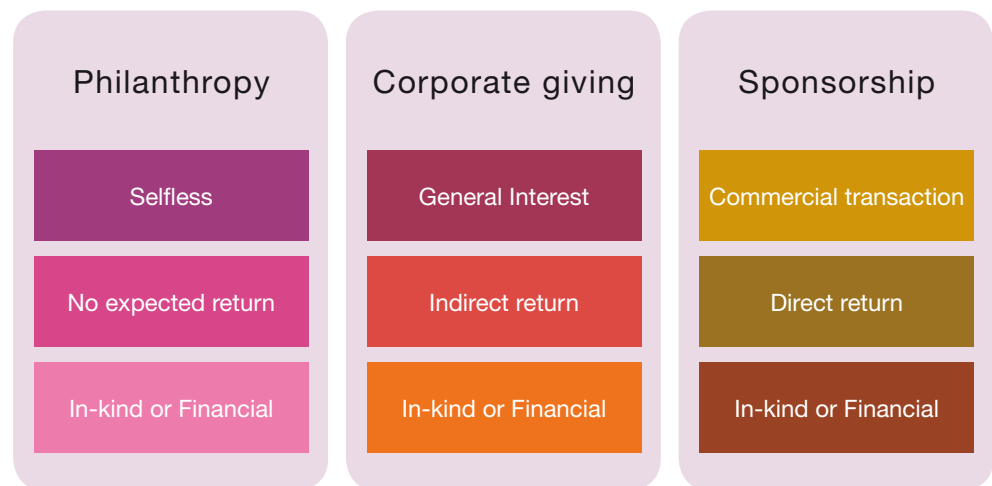 Philanthropy
Selfless
No expected return
In-kind or Financial
Corporate giving
General Interest
Indirect return
In-kind or Financial
Sponsorship
Commercial transaction
Direct return
In-kind or Financial